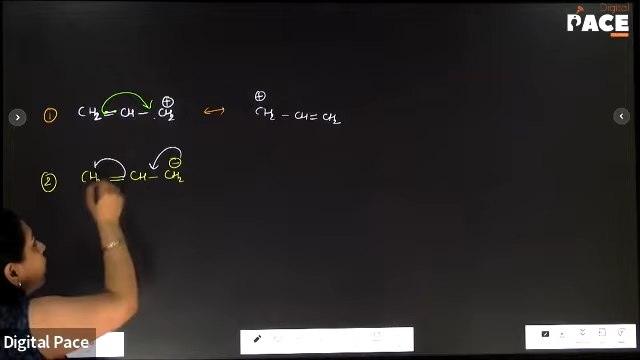 Digital
PACE
① CH₂ = CH - CH₂⊕ ↔ ⊕CH₂ - CH = CH₂
② CH₂ = CH - CH₂⊖
Digital Pace